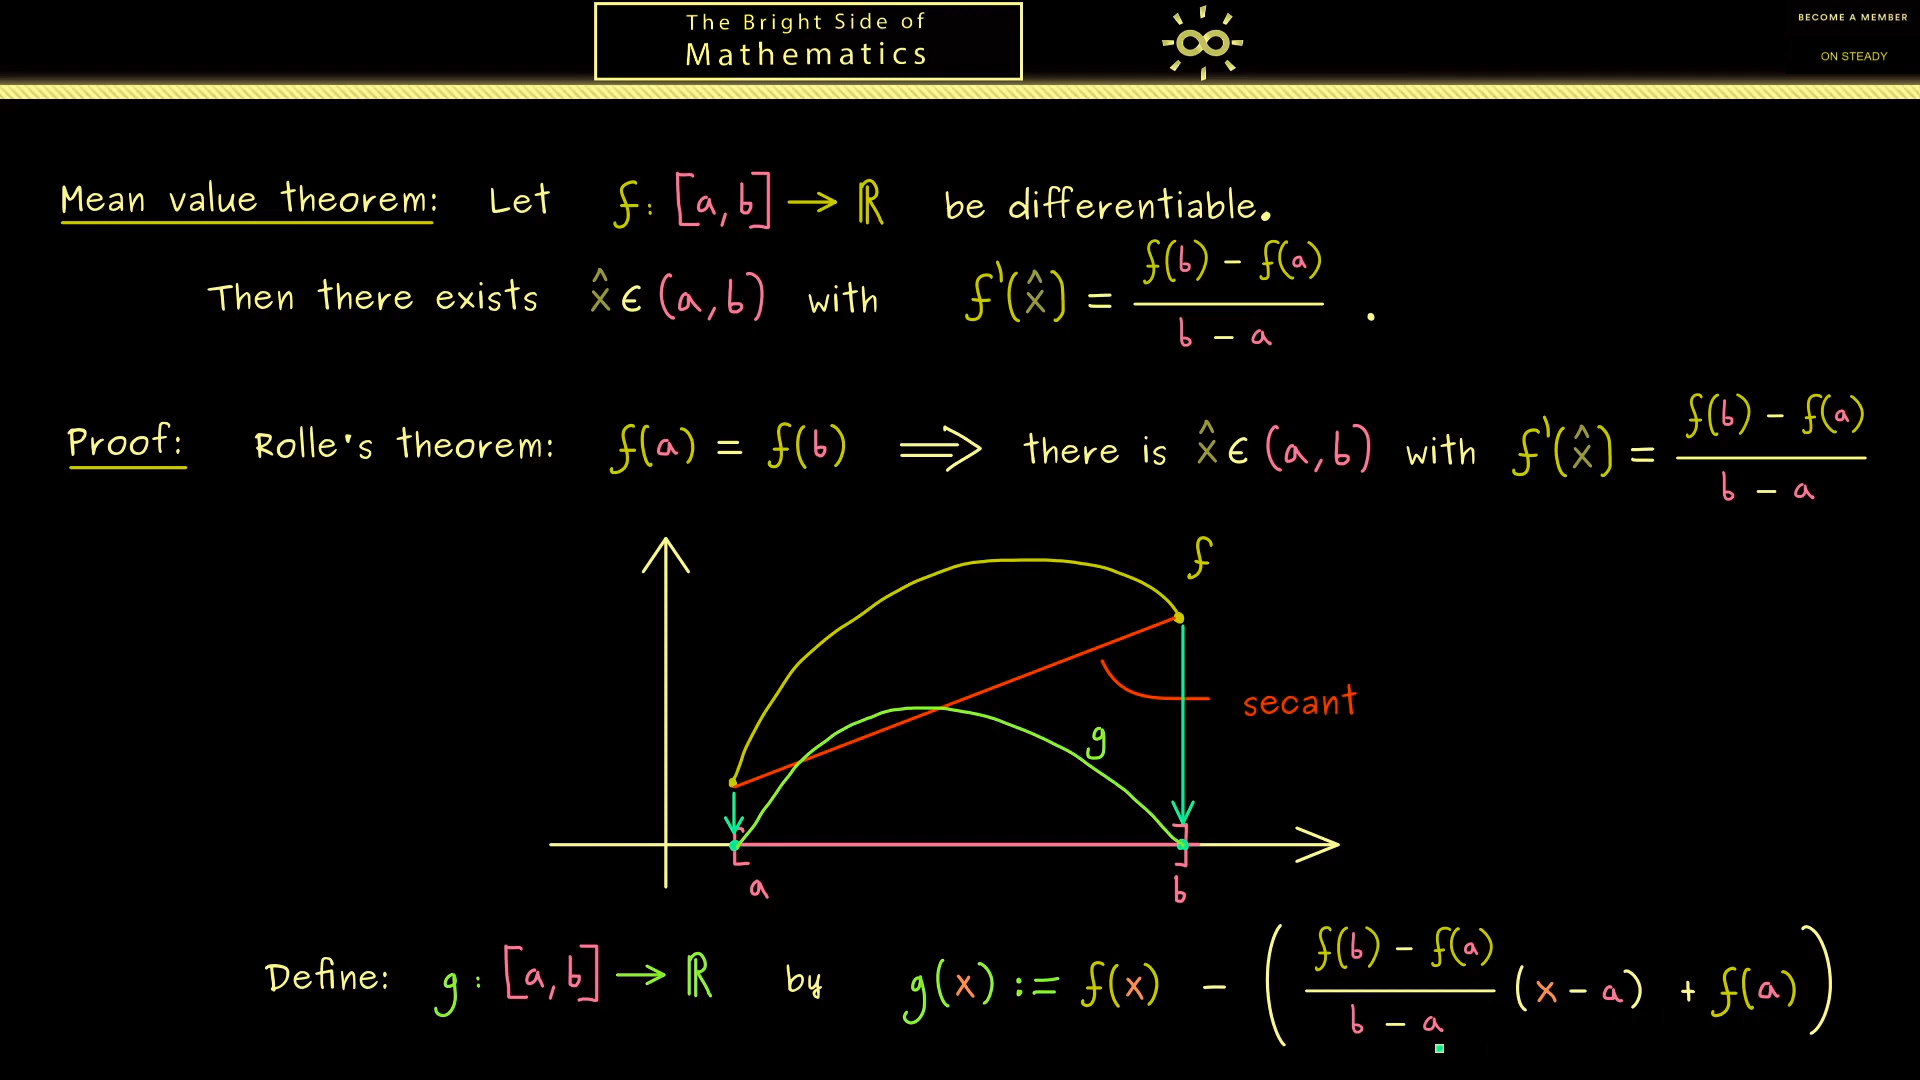 The Bright Side of
Mathematics
BECOME A MEMBER
ON STEADY
Mean value theorem: Let f: [a,b] → ℝ be differentiable.
Then there exists x̂ ∈ (a,b) with f'(x̂) = (f(b) − f(a))/(b − a) .
Proof: Rolle's theorem: f(a) = f(b) ⟹ there is x̂ ∈ (a,b) with f'(x̂) = (f(b) − f(a))/(b − a)
f
secant
g
a b
Define: g: [a,b] → ℝ by g(x) := f(x) − ( (f(b) − f(a))/(b − a) (x − a) + f(a) )